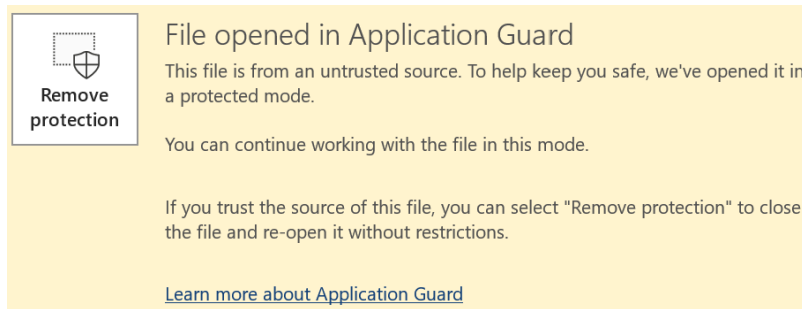 Remove
protection
File opened in Application Guard
This file is from an untrusted source. To help keep you safe, we've opened it in
a protected mode.
You can continue working with the file in this mode.
If you trust the source of this file, you can select "Remove protection" to close
the file and re-open it without restrictions.
Learn more about Application Guard